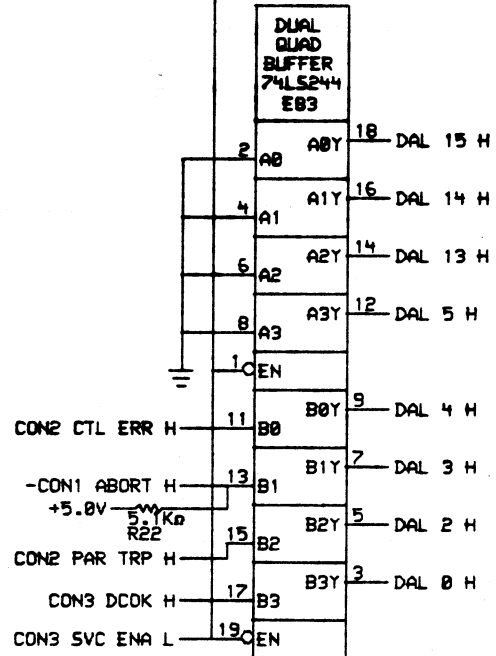 DUAL
QUAD
BUFFER
74LS244
E83
2 A0 A0Y 18 DAL 15 H
4 A1 A1Y 16 DAL 14 H
6 A2 A2Y 14 DAL 13 H
8 A3 A3Y 12 DAL 5 H
1 EN
CON2 CTL ERR H 11 B0 B0Y 9 DAL 4 H
-CON1 ABORT H 13 B1 B1Y 7 DAL 3 H
+5.0V 5.1KΩ
R22
CON2 PAR TRP H 15 B2 B2Y 5 DAL 2 H
CON3 DCOK H 17 B3 B3Y 3 DAL 0 H
CON3 SVC ENA L 19 EN